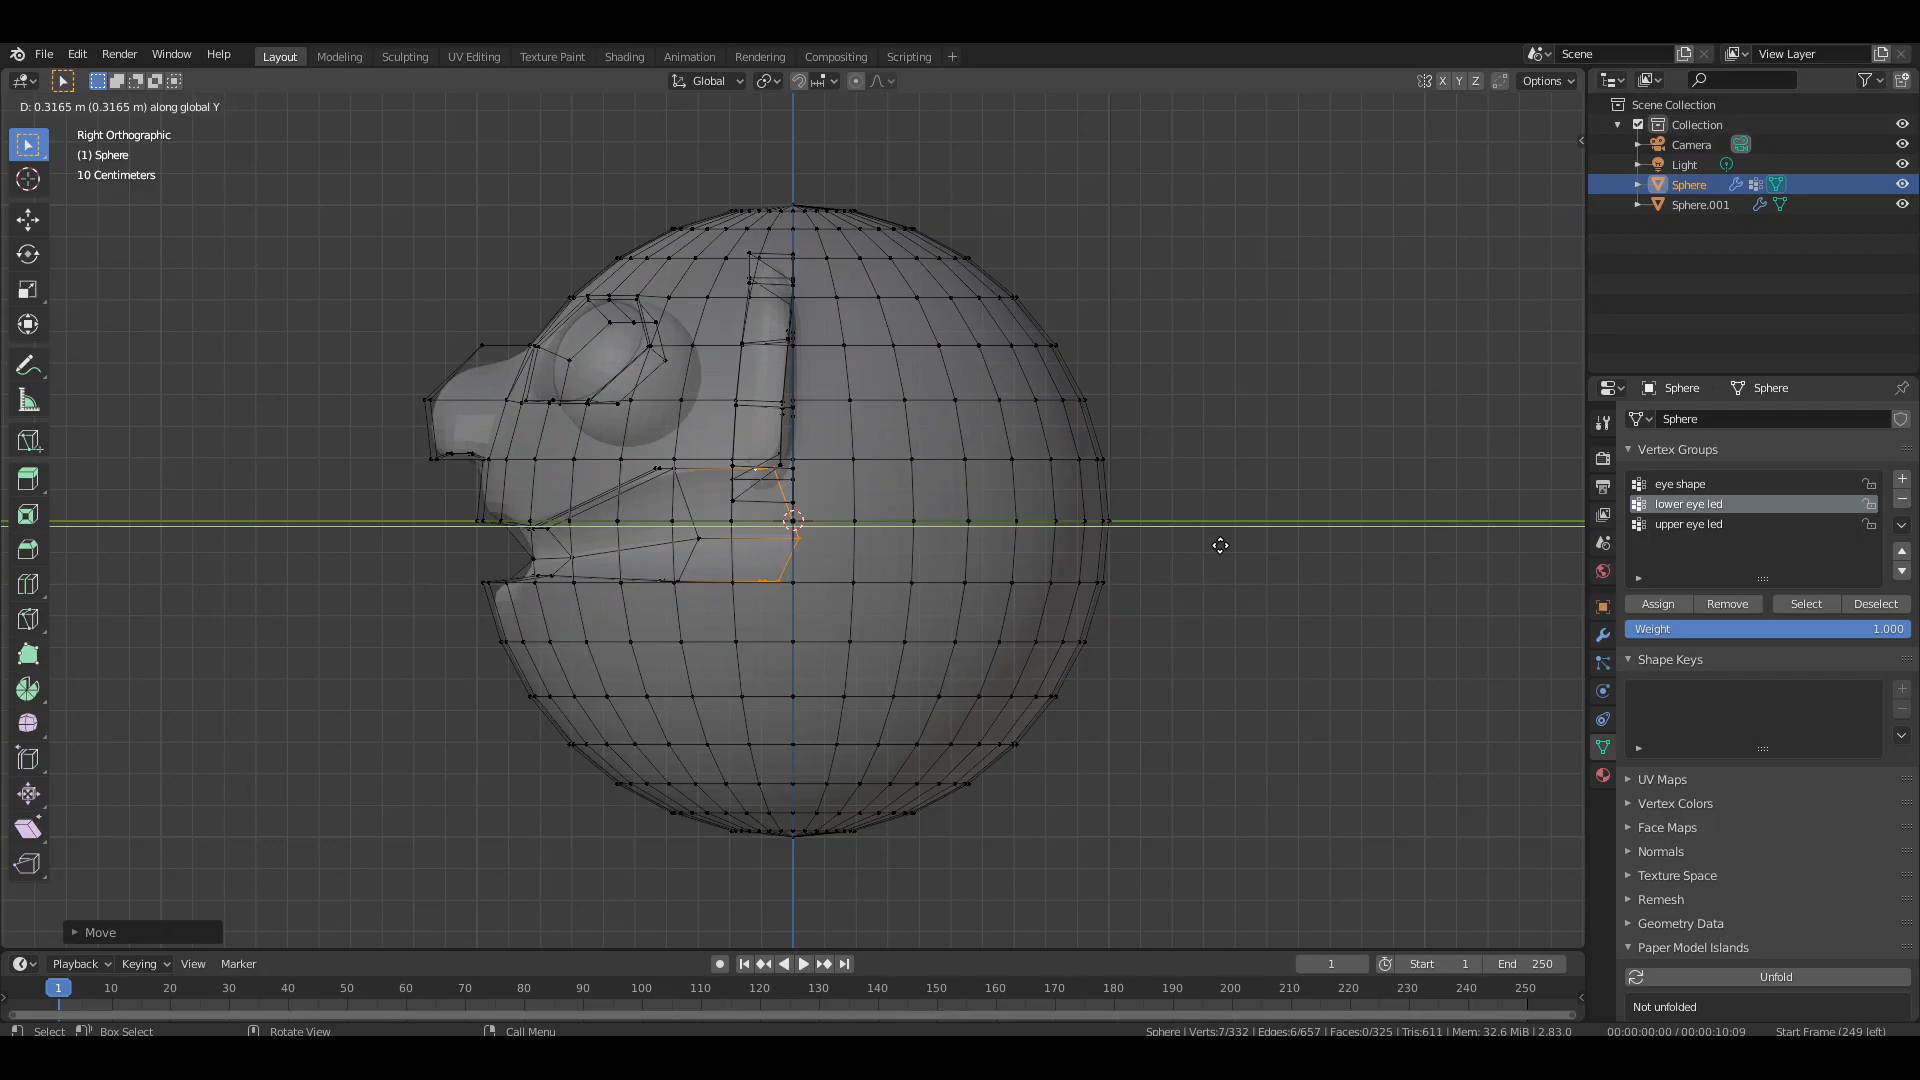 File Edit Render Window Help Layout Modeling Sculpting UV Editing Texture Paint Shading Animation Rendering Compositing Scripting + Scene View Layer
Global X Y Z Options
D: 0.3165 m (0.3165 m) along global Y
Right Orthographic
(1) Sphere
10 Centimeters
Scene Collection
Collection
Camera
Light
Sphere
Sphere.001
Sphere Sphere
Sphere
Vertex Groups
eye shape
lower eye led
upper eye led
Assign Remove Select Deselect
Weight 1.000
Shape Keys
UV Maps
Vertex Colors
Face Maps
Normals
Texture Space
Remesh
Geometry Data
Paper Model Islands
Unfold
Not unfolded
Move
Playback Keying View Marker 1 Start 1 End 250
1 10 20 30 40 50 60 70 80 90 100 110 120 130 140 150 160 170 180 190 200 210 220 230 240 250
Select Box Select Rotate View Call Menu Sphere | Verts:7/332 | Edges:6/657 | Faces:0/325 | Tris:611 | Mem: 32.6 MiB | 2.83.0 00:00:00:00 / 00:00:10:09 Start Frame (249 left)